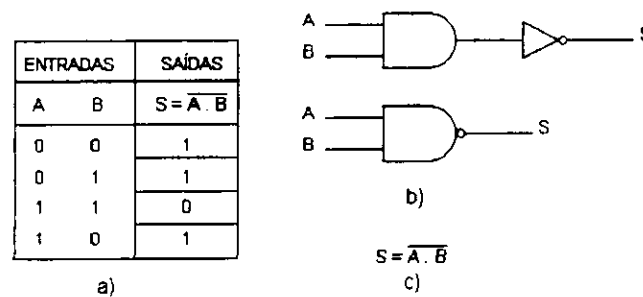 ENTRADAS SAÍDAS
A B S = A . B
0 0 1
0 1 1
1 1 0
1 0 1
a)
A
B
S
A
B
S
b)
S = A . B
c)